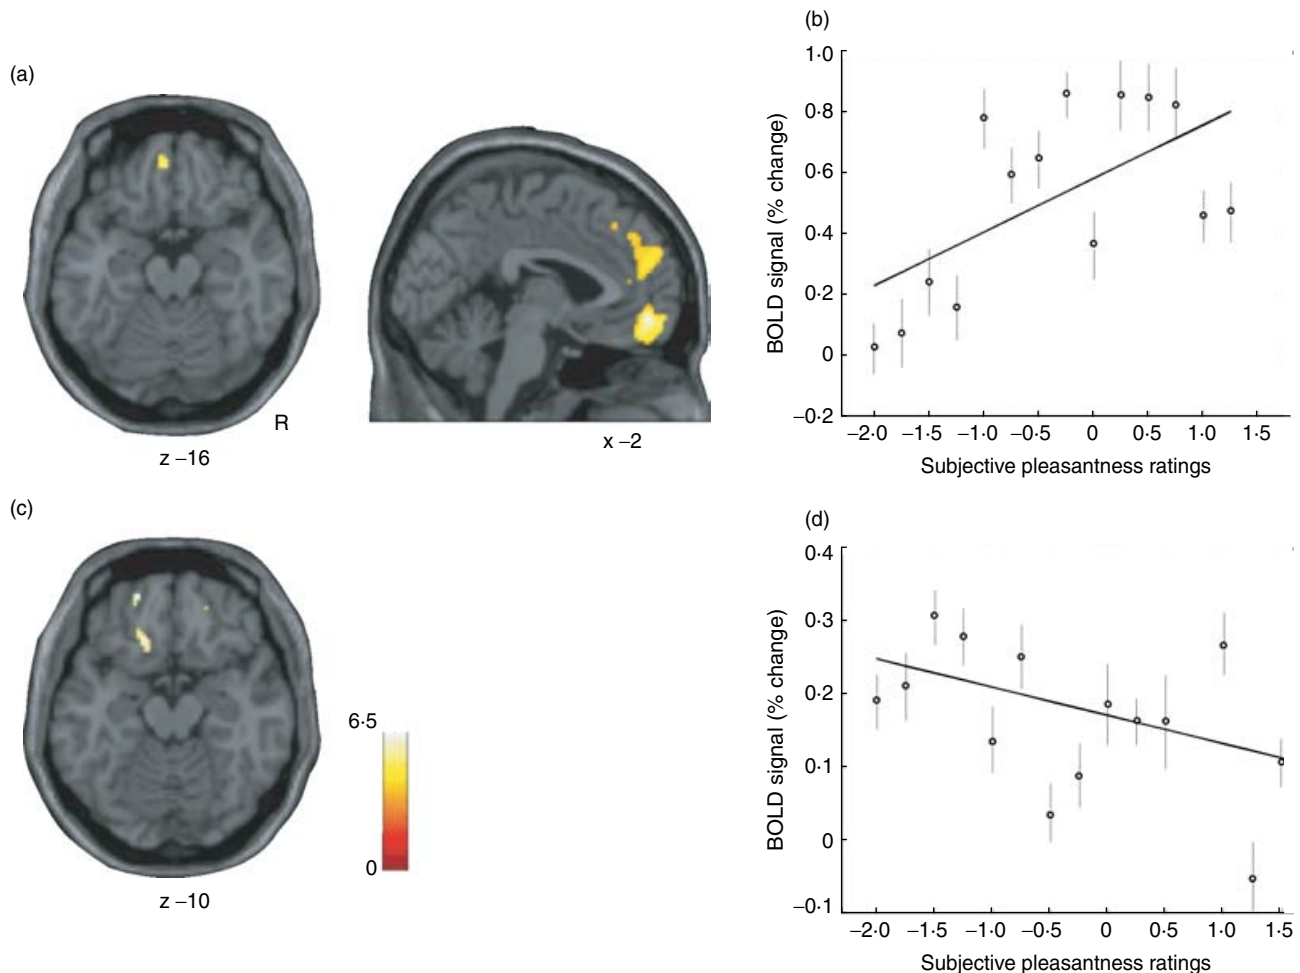 (a)
R
z –16
x –2
(b)
BOLD signal (% change)
1·0
0·8
0·6
0·4
0·2
0
–0·2
–2·0 –1·5 –1·0 –0·5 0 0·5 1·0 1·5
Subjective pleasantness ratings
(c)
z –10
6·5
0
(d)
BOLD signal (% change)
0·4
0·3
0·2
0·1
0
–0·1
–2·0 –1·5 –1·0 –0·5 0 0·5 1·0 1·5
Subjective pleasantness ratings